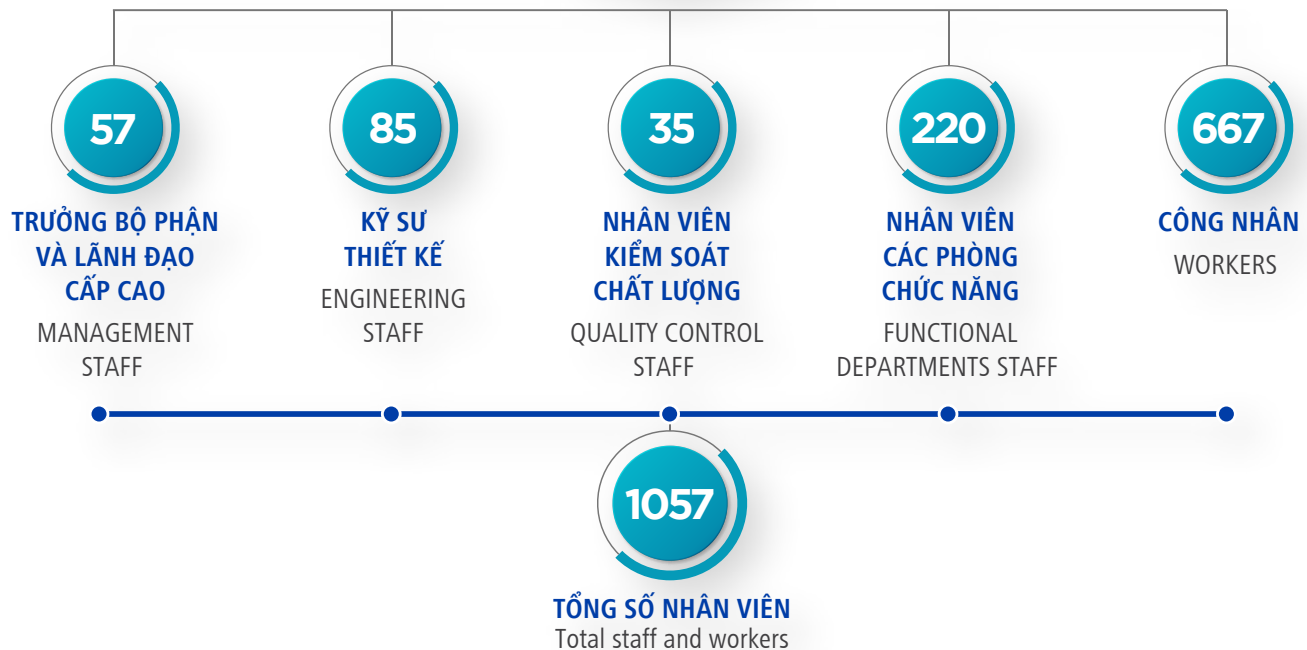 57
TRƯỞNG BỘ PHẬN
VÀ LÃNH ĐẠO
CẤP CAO
MANAGEMENT
STAFF
85
KỸ SƯ
THIẾT KẾ
ENGINEERING
STAFF
35
NHÂN VIÊN
KIỂM SOÁT
CHẤT LƯỢNG
QUALITY CONTROL
STAFF
220
NHÂN VIÊN
CÁC PHÒNG
CHỨC NĂNG
FUNCTIONAL
DEPARTMENTS STAFF
667
CÔNG NHÂN
WORKERS
1057
TỔNG SỐ NHÂN VIÊN
Total staff and workers